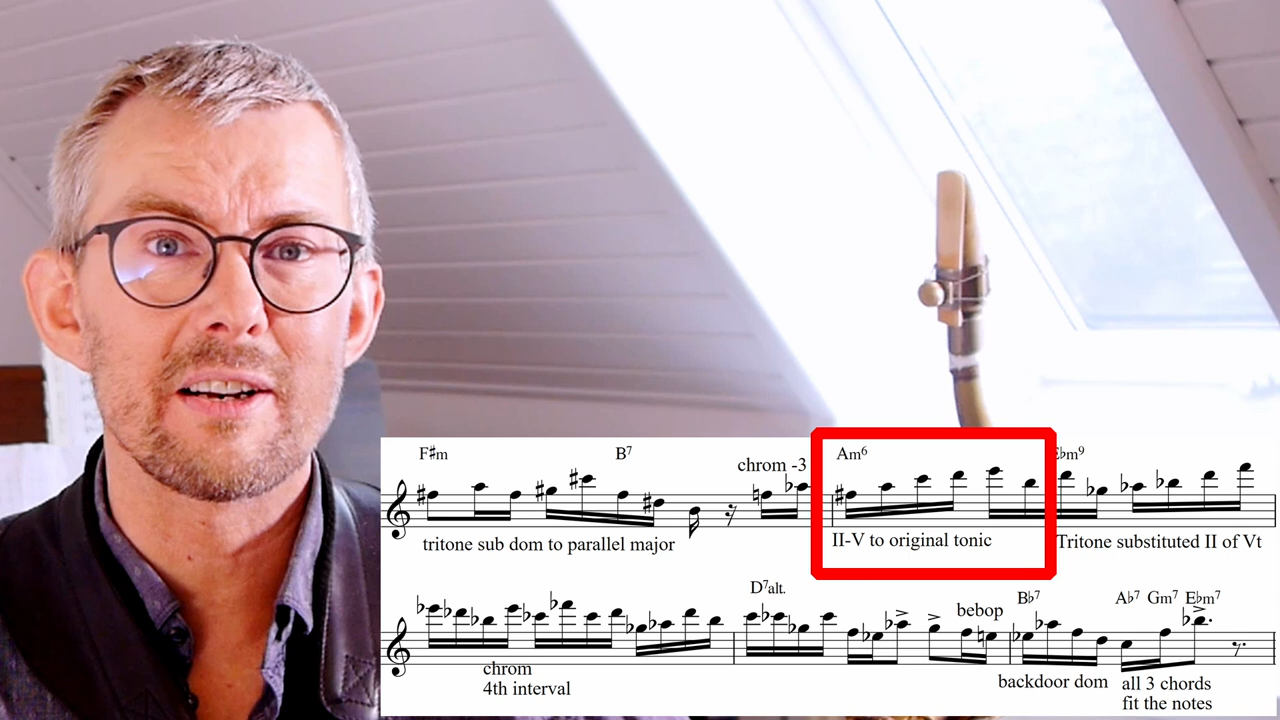 F♯m B7 chrom -3 Am6 E♭m9
tritone sub dom to parallel major II-V to original tonic Tritone substituted II of Vt
D7alt. bebop B♭7 A♭7 Gm7 E♭m7
chrom
4th interval
backdoor dom all 3 chords
fit the notes